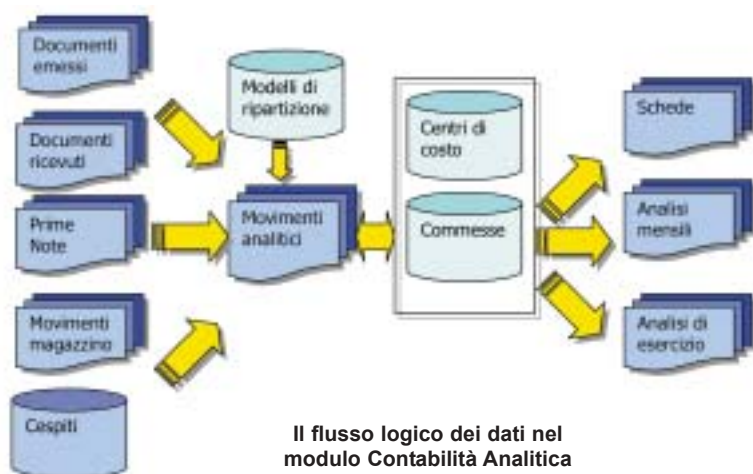 Documenti
emessi
Documenti
ricevuti
Prime
Note
Movimenti
magazzino
Cespiti
Modelli di
ripartizione
Movimenti
analitici
Centri di
costo
Commesse
Schede
Analisi
mensili
Analisi di
esercizio
Il flusso logico dei dati nel
modulo Contabilità Analitica